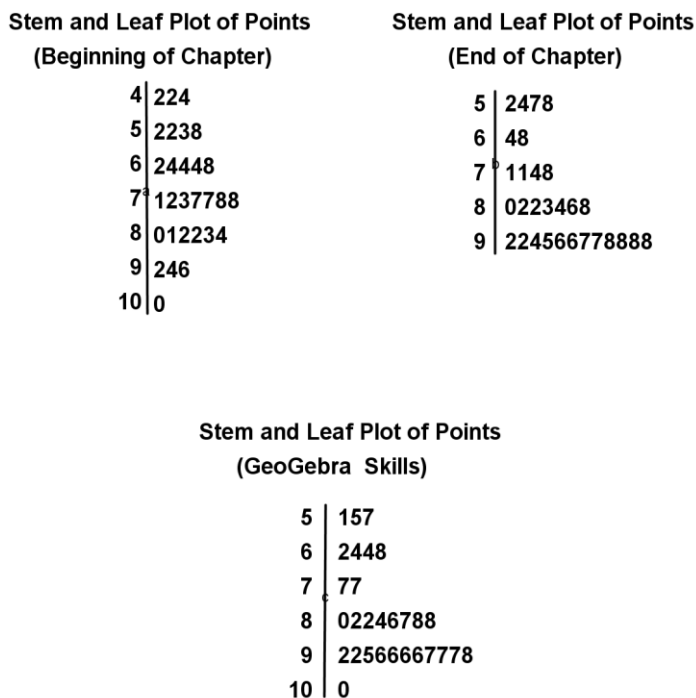 Stem and Leaf Plot of Points
(Beginning of Chapter)
4 224
5 2238
6 24448
7 a 1237788
8 012234
9 246
10 0
Stem and Leaf Plot of Points
(End of Chapter)
5 2478
6 48
7 b 1148
8 0223468
9 224566778888
Stem and Leaf Plot of Points
(GeoGebra Skills)
5 157
6 2448
7 77
c
8 02246788
9 22566667778
10 0